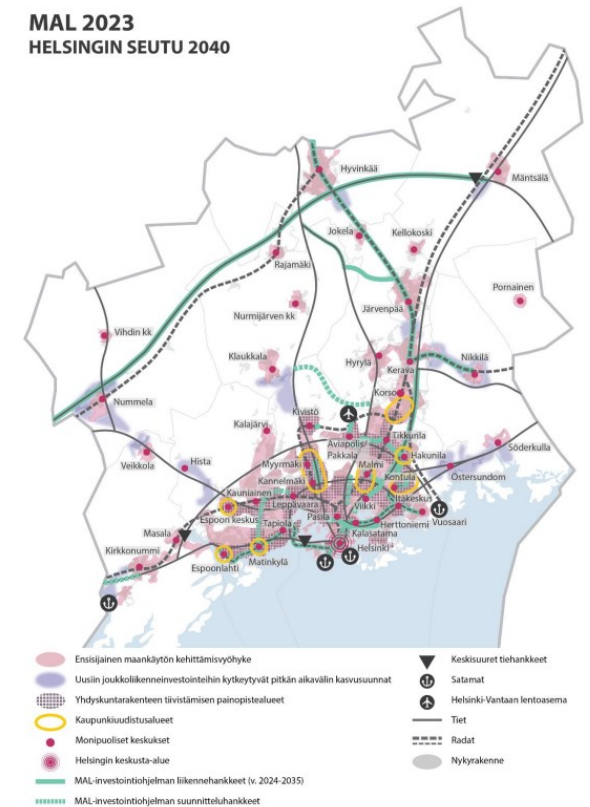 MAL 2023
HELSINGIN SEUTU 2040
Hyvinkää
Mäntsälä
Jokela
Kellokoski
Rajamäki
Pornainen
Nurmijärven kk
Järvenpää
Vihdin kk
Klaukkala
Hyrylä
Kerava
Nikkilä
Nummela
Korso
Kivistö
Kalajärvi
Aviapolis
Tikkurila
Söderkulla
Veikkola
Hista
Myyrmäki
Pakkala
Malmi
Hakunila
Kannelmäki
Kontula
Östersundom
Kauniainen
Leppävaara
Viikki
Itäkeskus
Espoon keskus
Tapiola
Pasila
Herttoniemi
Vuosaari
Masala
Kalasatama
Kirkkonummi
Helsinki
Espoonlahti
Matinkylä
Ensisijainen maankäytön kehittämisvyöhyke
Uusiin joukkoliikenneinvestointeihin kytkeytyvät pitkän aikavälin kasvusuunnat
Yhdyskuntarakenteen tiivistämisen painopistealueet
Kaupunkiuudistusalueet
Monipuoliset keskukset
Helsingin keskusta-alue
MAL-investointiohjelman liikennehankkeet (v. 2024-2035)
MAL-investointiohjelman suunnitteluhankkeet
Keskisuuret tiehankkeet
Satamat
Helsinki-Vantaan lentoasema
Tiet
Radat
Nykyrakenne